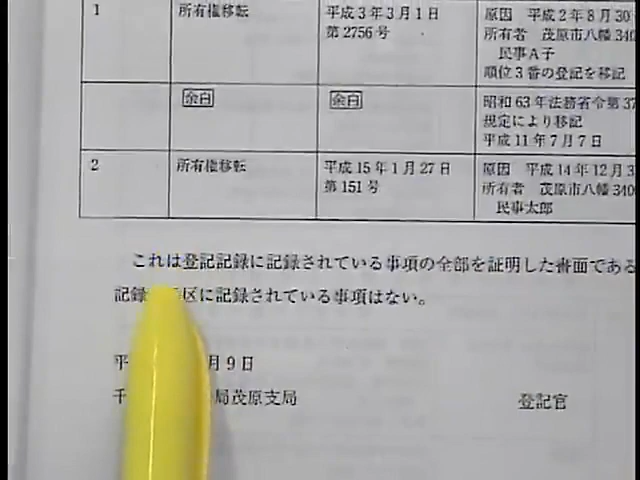 1 所有権移転 平成3年3月1日 原因 平成2年8月30
第2756号 所有者 茂原市八幡340
民事A子
順位3番の登記を移記
余白 余白 昭和63年法務省令第37
規定により移記
平成11年7月7日
2 所有権移転 平成15年1月27日 原因 平成14年12月3
第151号 所有者 茂原市八幡340
民事太郎
これは登記記録に記録されている事項の全部を証明した書面である
記録 区に記録されている事項はない。
平 月9日
千 局茂原支局 登記官